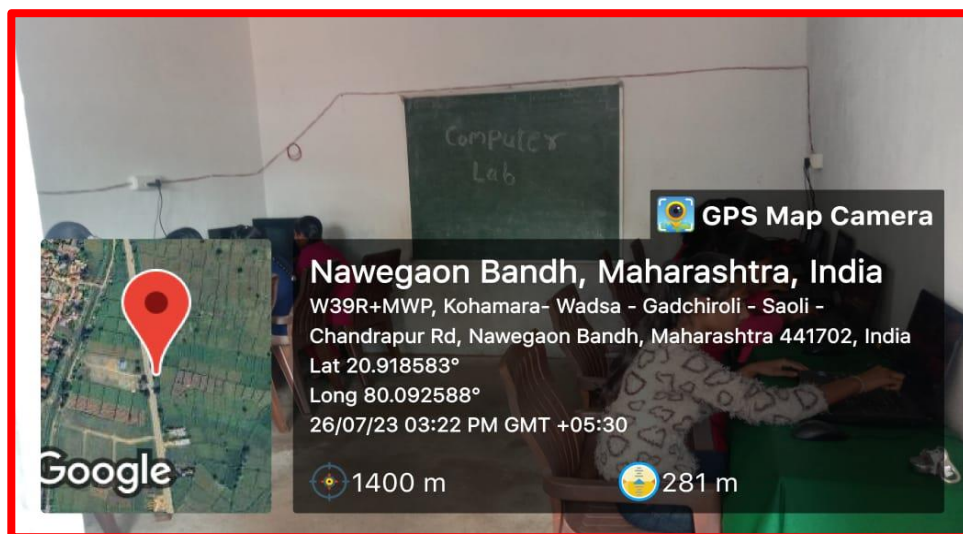 Computer
Lab
GPS Map Camera
Nawegaon Bandh, Maharashtra, India
W39R+MWP, Kohamara- Wadsa - Gadchiroli - Saoli -
Chandrapur Rd, Nawegaon Bandh, Maharashtra 441702, India
Lat 20.918583°
Long 80.092588°
26/07/23 03:22 PM GMT +05:30
Google
1400 m
281 m